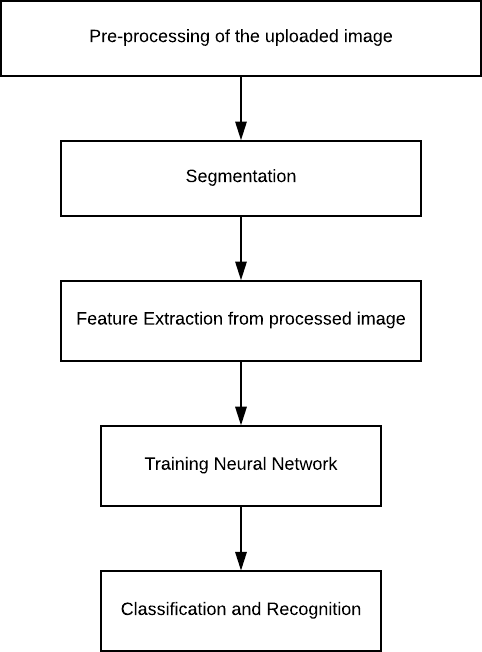 Pre-processing of the uploaded image
Segmentation
Feature Extraction from processed image
Training Neural Network
Classification and Recognition